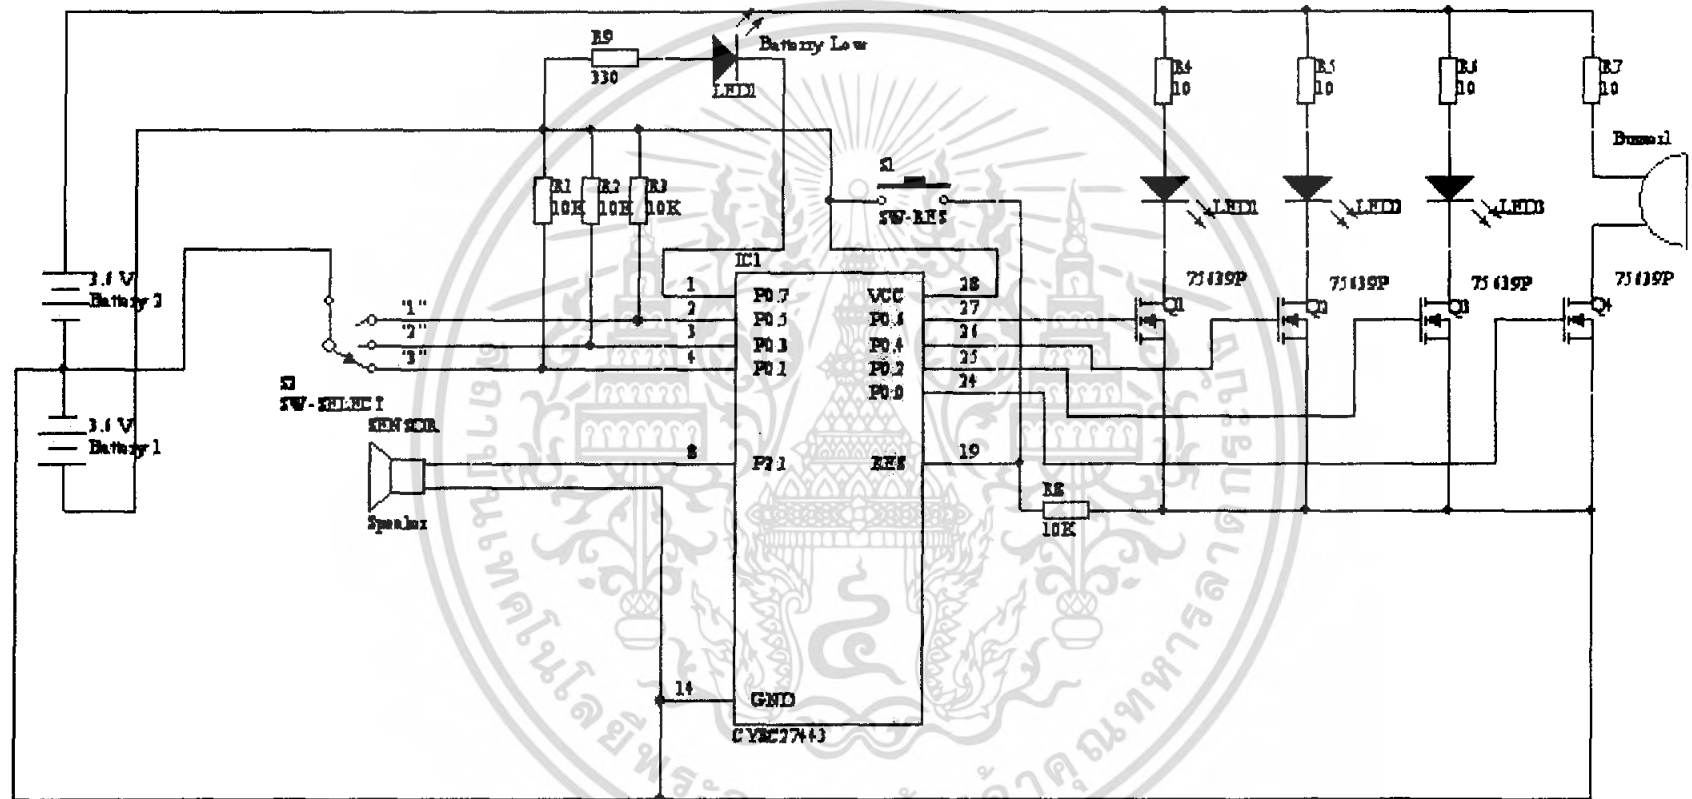 R9
330
Battery Low
LED1
R4
10
R5
10
R6
10
R7
10
Buzzer1
R1
10K
R2
10K
R3
10K
S1
SW-RES
LED1
LED2
LED3
IC1
3.6 V
Battery 2
"1"
"2"
"3"
1
2
3
4
P0.7
P0.5
P0.3
P0.1
VCC
P0.6
P0.4
P0.2
P0.0
28
27
26
25
24
75639P
75639P
75639P
75639P
Q1
Q2
Q3
Q4
S2
SW-SELECT
3.6 V
Battery 1
SENSOR
Speaker
8
P2.1
RES
19
R8
10K
14
GND
CY8C27443